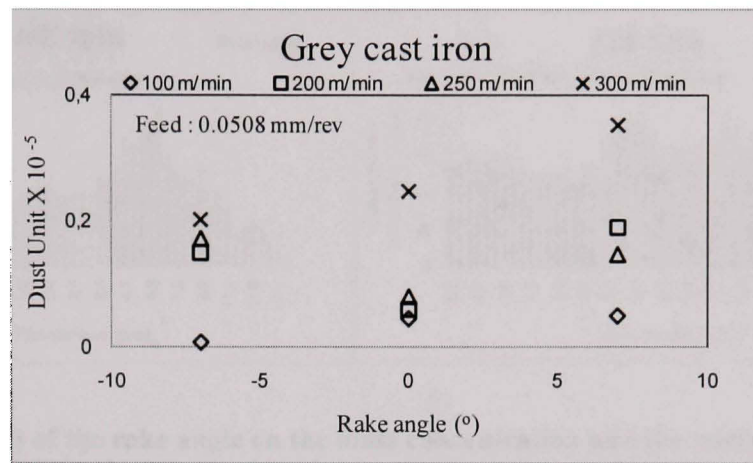 Grey cast iron
100 m/min 200 m/min 250 m/min 300 m/min
0,4
Feed : 0.0508 mm/rev
0,2
0
Dust Unit X 10 -5
-10 -5 0 5 10
Rake angle (º)